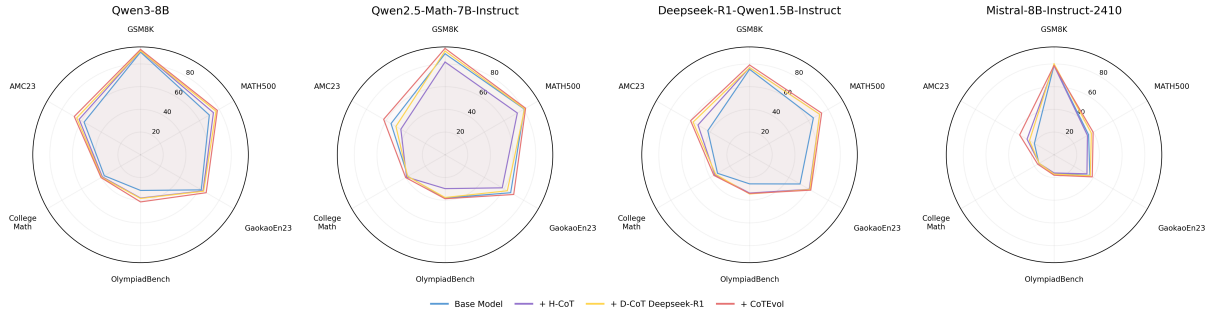 Qwen3-8B
GSM8K
MATH500
AMC23
80
60
40
20
College
Math
GaokaoEn23
OlympiadBench
Qwen2.5-Math-7B-Instruct
GSM8K
MATH500
AMC23
80
60
40
20
College
Math
GaokaoEn23
OlympiadBench
Deepseek-R1-Qwen1.5B-Instruct
GSM8K
MATH500
AMC23
80
60
40
20
College
Math
GaokaoEn23
OlympiadBench
Mistral-8B-Instruct-2410
GSM8K
MATH500
AMC23
80
60
40
20
College
Math
GaokaoEn23
OlympiadBench
Base Model
+ H-CoT
+ D-CoT Deepseek-R1
+ CoTEvol